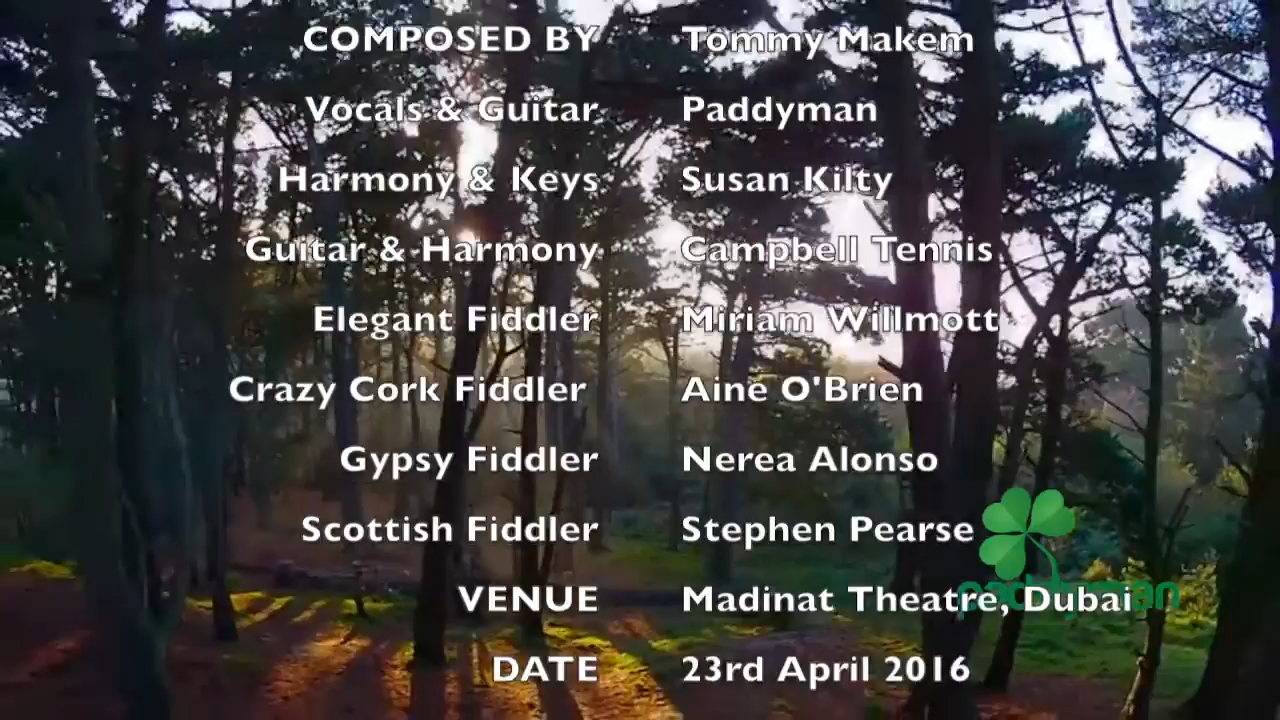 COMPOSED BY Tommy Makem
Vocals & Guitar Paddyman
Harmony & Keys Susan Kilty
Guitar & Harmony Campbell Tennis
Elegant Fiddler Miriam Willmott
Crazy Cork Fiddler Aine O'Brien
Gypsy Fiddler Nerea Alonso
Scottish Fiddler Stephen Pearse
VENUE Madinat Theatre, Dubai
paddyman
DATE 23rd April 2016